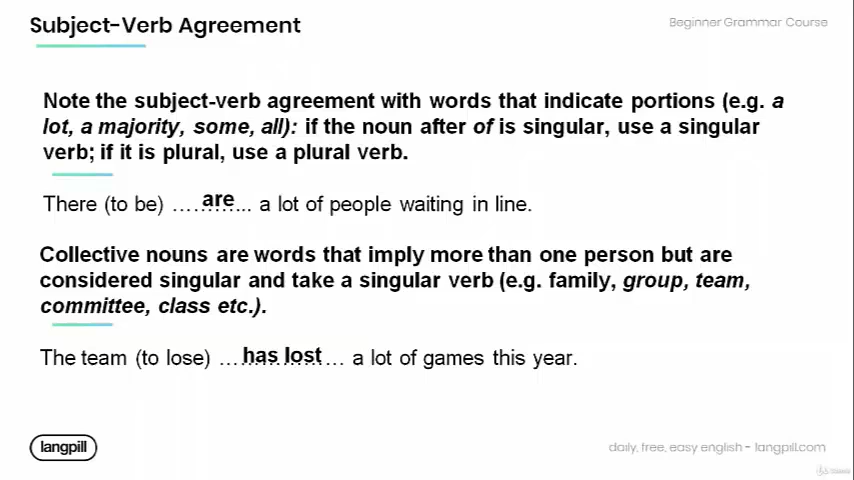 Subject-Verb Agreement
Beginner Grammar Course
Note the subject-verb agreement with words that indicate portions (e.g. a
lot, a majority, some, all): if the noun after of is singular, use a singular
verb; if it is plural, use a plural verb.
There (to be) ….are….. a lot of people waiting in line.
Collective nouns are words that imply more than one person but are
considered singular and take a singular verb (e.g. family, group, team,
committee, class etc.).
The team (to lose) …has lost… a lot of games this year.
langpill
daily, free, easy english - langpill.com